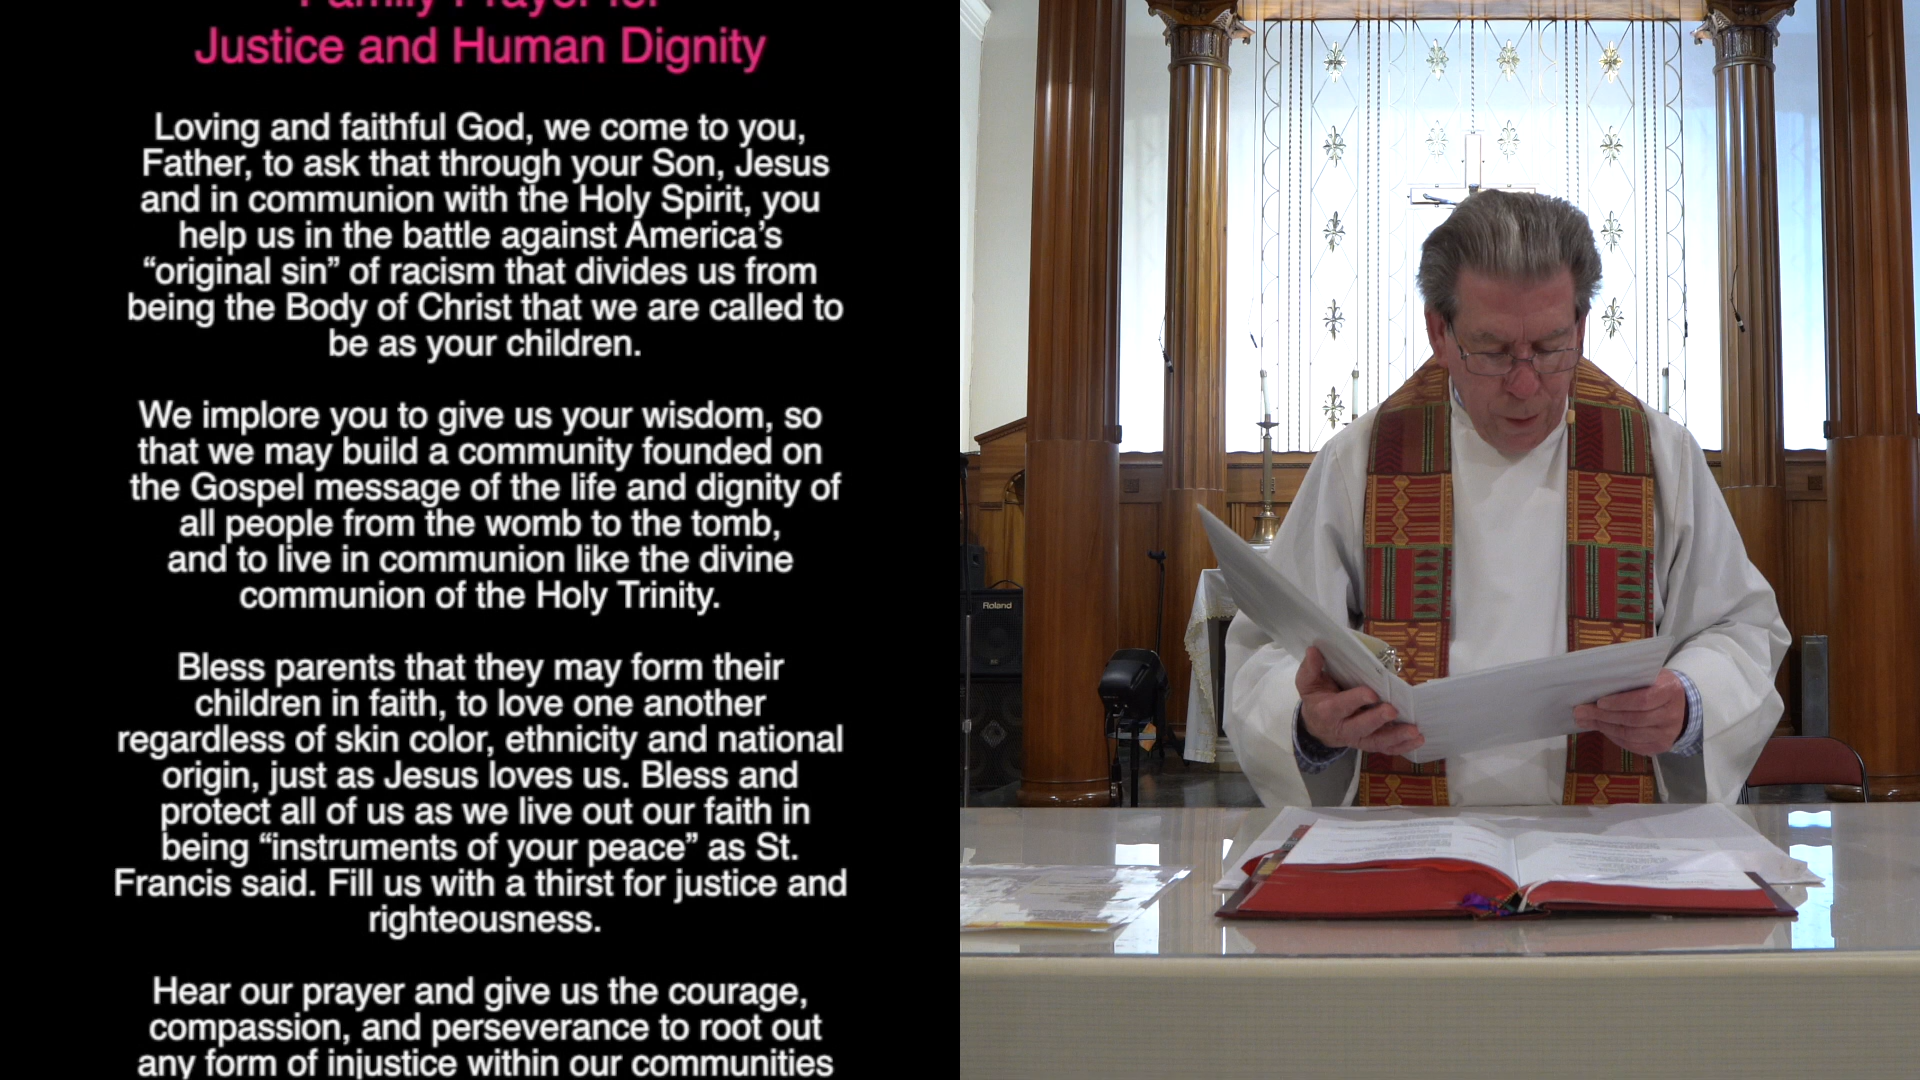 Family Prayer for
Justice and Human Dignity
Loving and faithful God, we come to you,
Father, to ask that through your Son, Jesus
and in communion with the Holy Spirit, you
help us in the battle against America’s
“original sin” of racism that divides us from
being the Body of Christ that we are called to
be as your children.
We implore you to give us your wisdom, so
that we may build a community founded on
the Gospel message of the life and dignity of
all people from the womb to the tomb,
and to live in communion like the divine
communion of the Holy Trinity.
Bless parents that they may form their
children in faith, to love one another
regardless of skin color, ethnicity and national
origin, just as Jesus loves us. Bless and
protect all of us as we live out our faith in
being “instruments of your peace” as St.
Francis said. Fill us with a thirst for justice and
righteousness.
Hear our prayer and give us the courage,
compassion, and perseverance to root out
any form of injustice within our communities
Roland